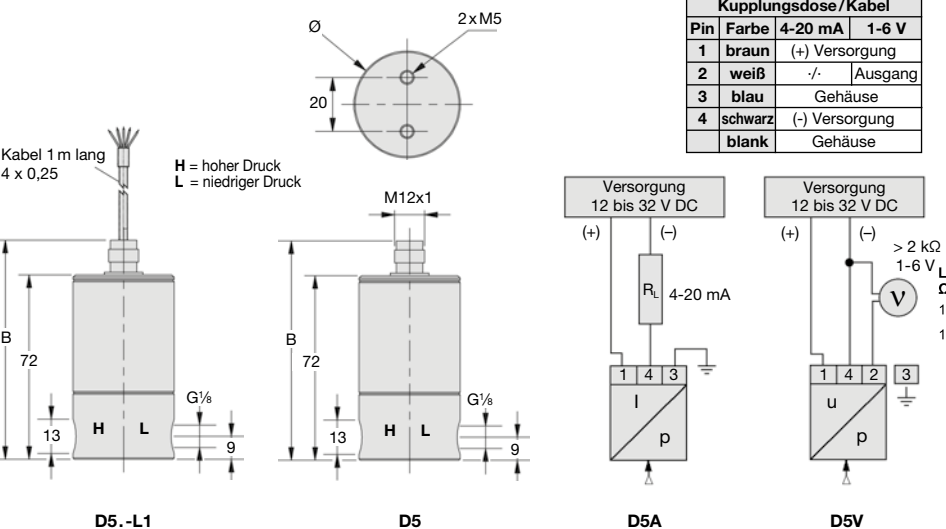 Kupplungsdose/Kabel
Pin Farbe 4-20 mA 1-6 V
1 braun (+) Versorgung
2 weiß ·/· Ausgang
3 blau Gehäuse
4 schwarz (-) Versorgung
blank Gehäuse
Ø
2xM5
20
Kabel 1 m lang
4 x 0,25
H = hoher Druck
L = niedriger Druck
B
72
13
H L
G⅛
9
D5.-L1
M12x1
B
72
13
H L
G⅛
9
D5
Versorgung
12 bis 32 V DC
(+) (–)
RL 4-20 mA
1 4 3
I
p
D5A
Versorgung
12 bis 32 V DC
(+) (–)
> 2 kΩ
1-6 V
V
1 4 2 3
u
p
D5V